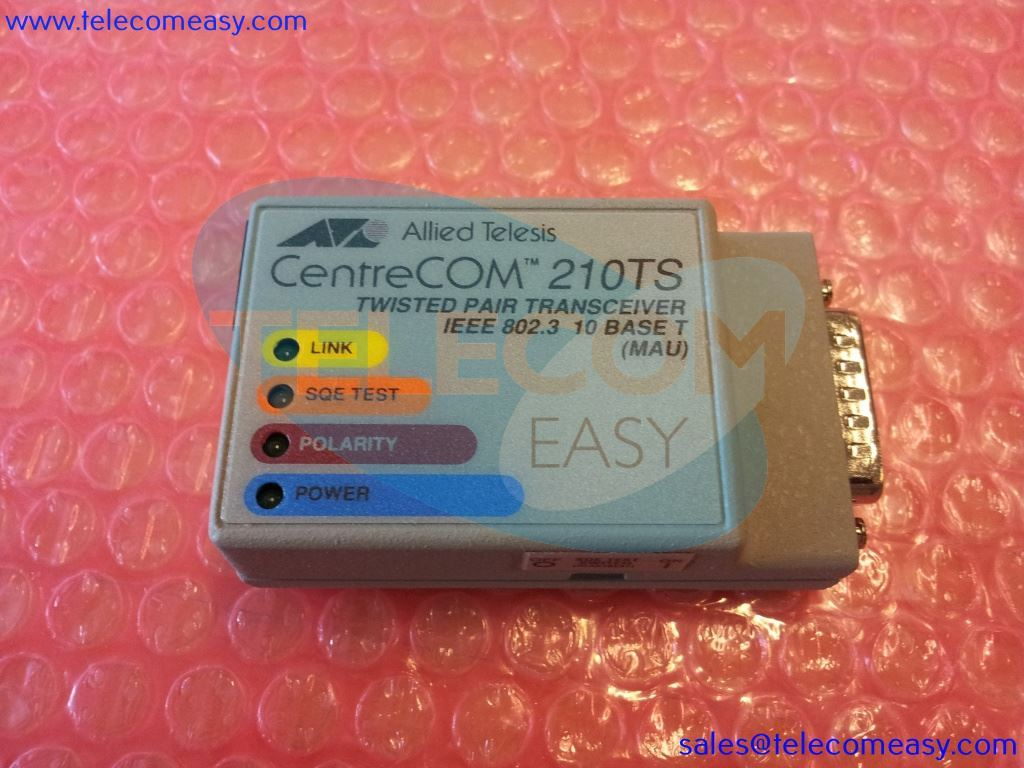 www.telecomeasy.com
Allied Telesis
CentreCOM™ 210TS
TWISTED PAIR TRANSCEIVER
IEEE 802.3 10 BASE T
(MAU)
TELECOM
LINK
SQE TEST
EASY
POLARITY
POWER
OFF
sales@telecomeasy.com